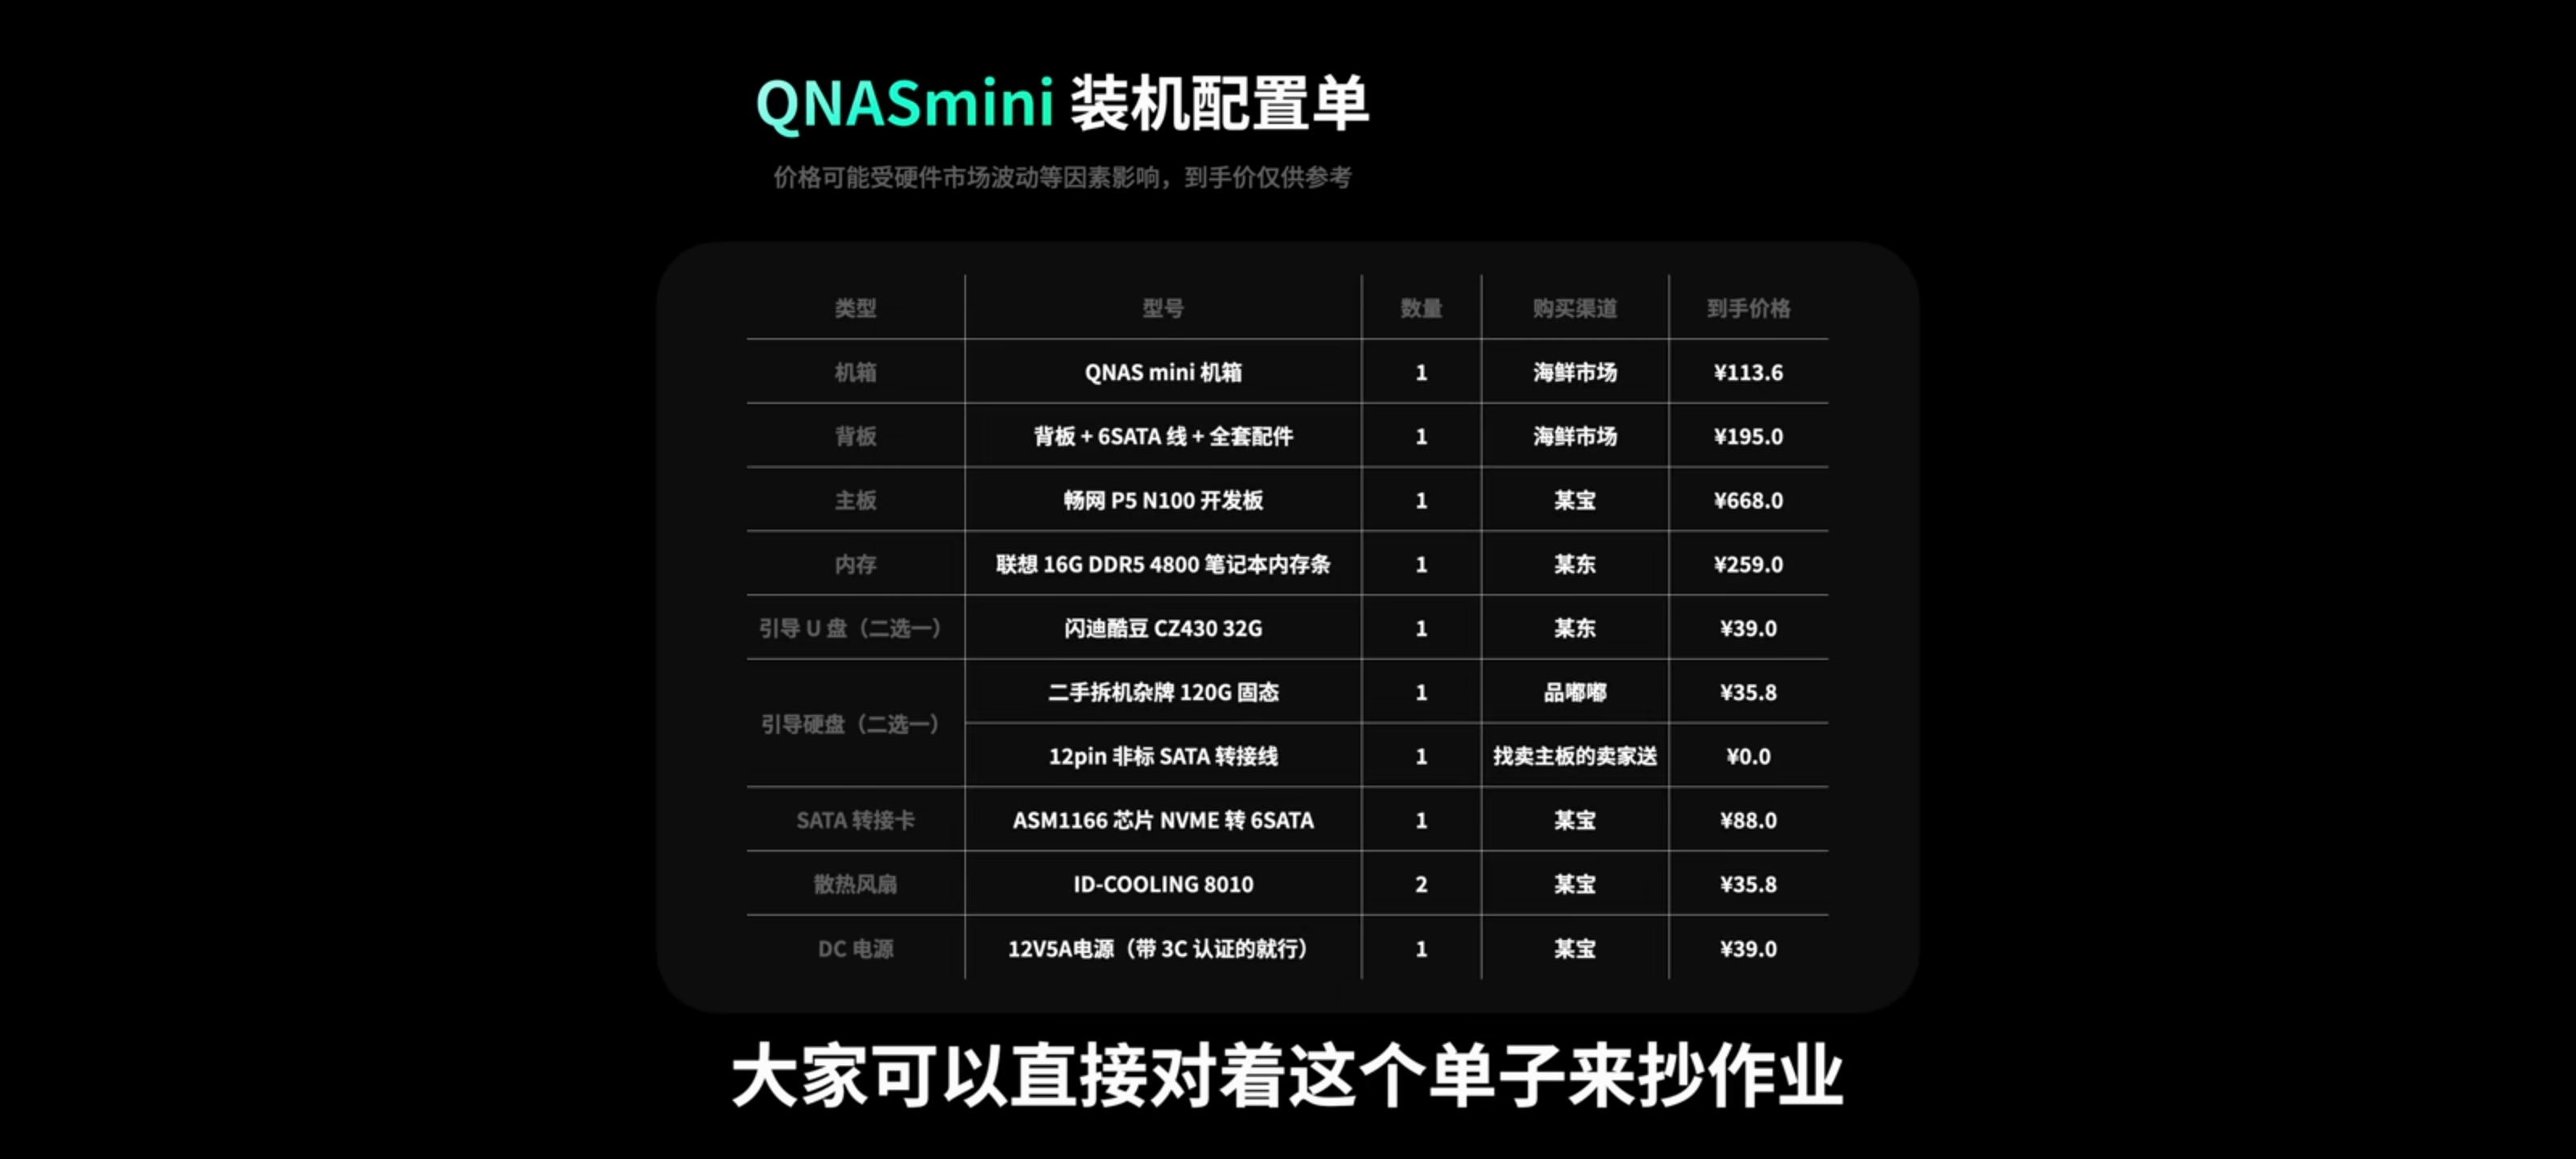 QNASmini 装机配置单
价格可能受硬件市场波动等因素影响，到手价仅供参考
类型 型号 数量 购买渠道 到手价格
机箱 QNAS mini 机箱 1 海鲜市场 ¥113.6
背板 背板 + 6SATA 线 + 全套配件 1 海鲜市场 ¥195.0
主板 畅网 P5 N100 开发板 1 某宝 ¥668.0
内存 联想 16G DDR5 4800 笔记本内存条 1 某东 ¥259.0
引导 U 盘（二选一） 闪迪酷豆 CZ430 32G 1 某东 ¥39.0
引导硬盘（二选一） 二手拆机杂牌 120G 固态 1 品嘟嘟 ¥35.8
12pin 非标 SATA 转接线 1 找卖主板的卖家送 ¥0.0
SATA 转接卡 ASM1166 芯片 NVME 转 6SATA 1 某宝 ¥88.0
散热风扇 ID-COOLING 8010 2 某宝 ¥35.8
DC 电源 12V5A电源（带 3C 认证的就行） 1 某宝 ¥39.0
大家可以直接对着这个单子来抄作业